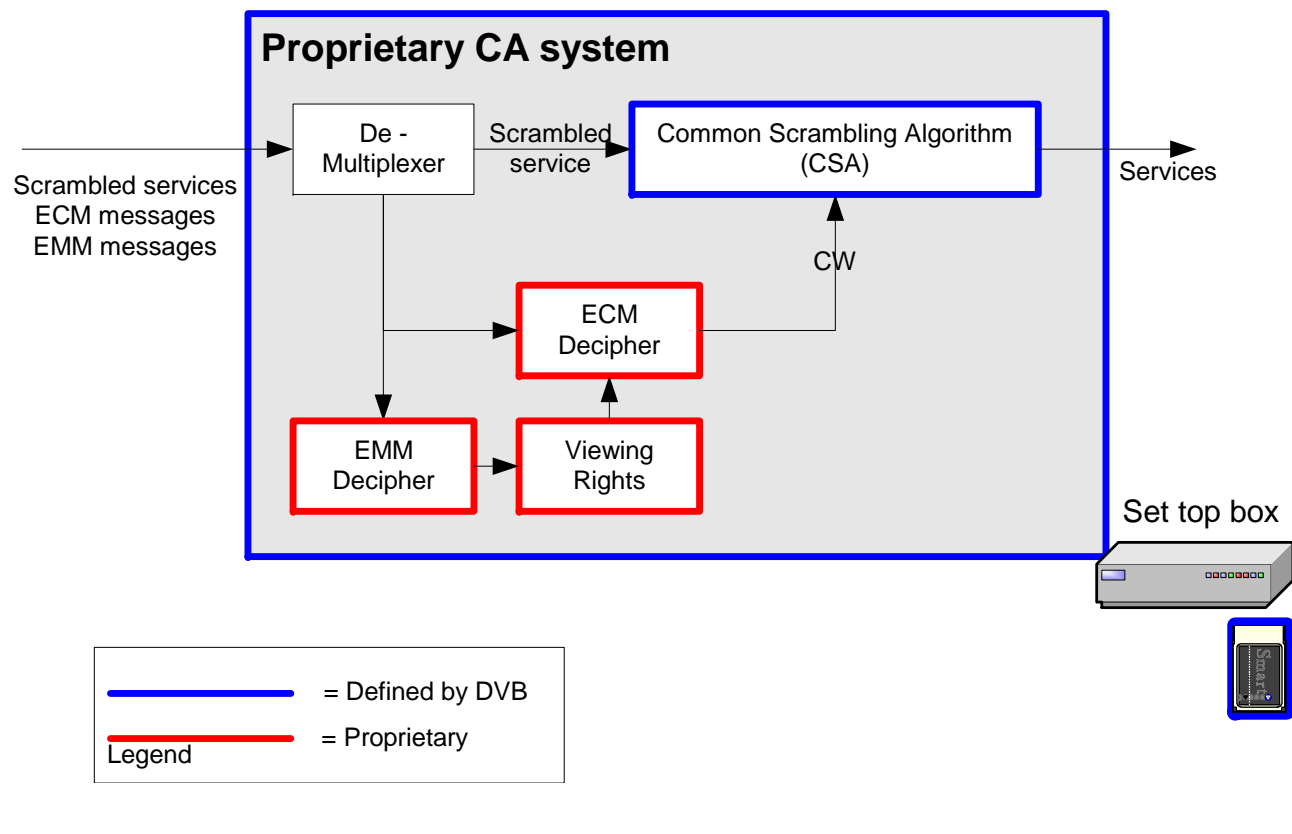 Proprietary CA system
De -
Multiplexer
Scrambled
service
Common Scrambling Algorithm
(CSA)
Services
Scrambled services
ECM messages
EMM messages
CW
ECM
Decipher
EMM
Decipher
Viewing
Rights
Set top box
Smart
= Defined by DVB
= Proprietary
Legend